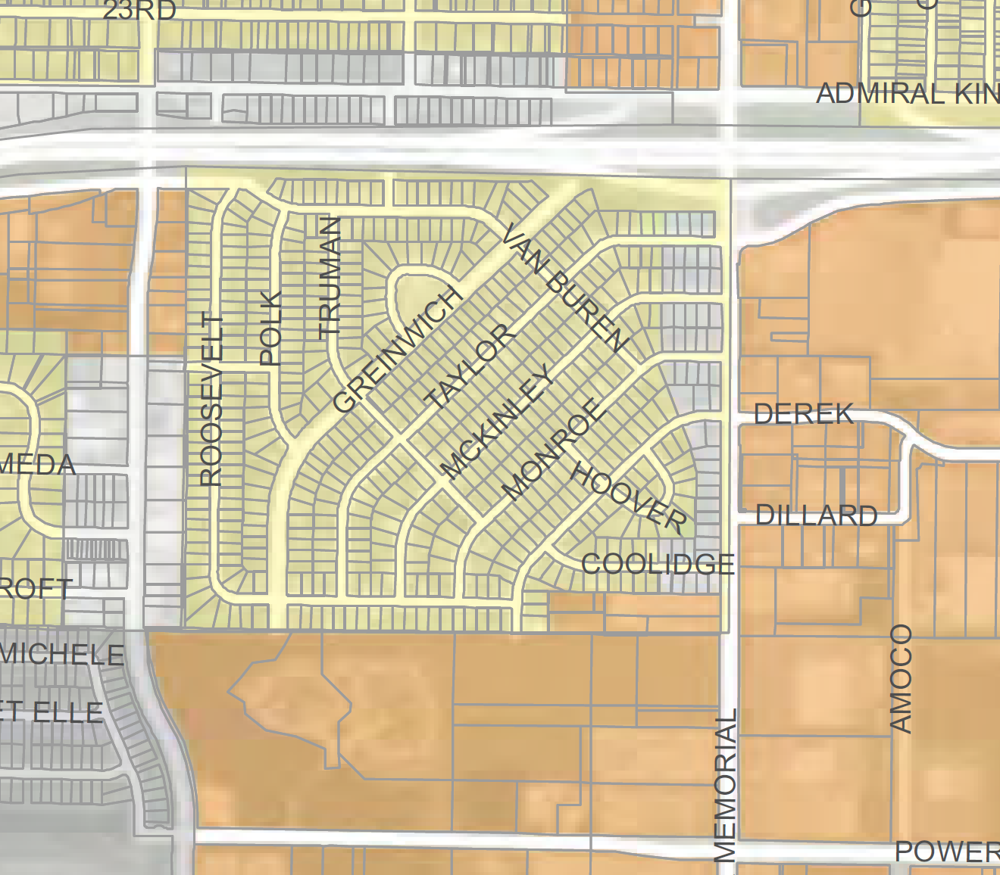 23RD
ADMIRAL KIN
VAN BUREN
TRUMAN
POLK
GREINWICH
ROOSEVELT
TAYLOR
MCKINLEY
MONROE
DEREK
MEDA
HOOVER
DILLARD
COOLIDGE
ROFT
MICHELE
ET ELLE
AMOCO
MEMORIAL
POWER